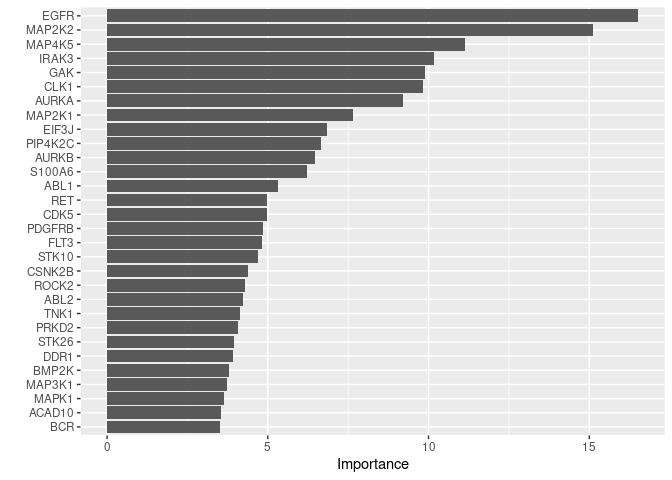 EGFR
MAP2K2
MAP4K5
IRAK3
GAK
CLK1
AURKA
MAP2K1
EIF3J
PIP4K2C
AURKB
S100A6
ABL1
RET
CDK5
PDGFRB
FLT3
STK10
CSNK2B
ROCK2
ABL2
TNK1
PRKD2
STK26
DDR1
BMP2K
MAP3K1
MAPK1
ACAD10
BCR
0 5 10 15
Importance